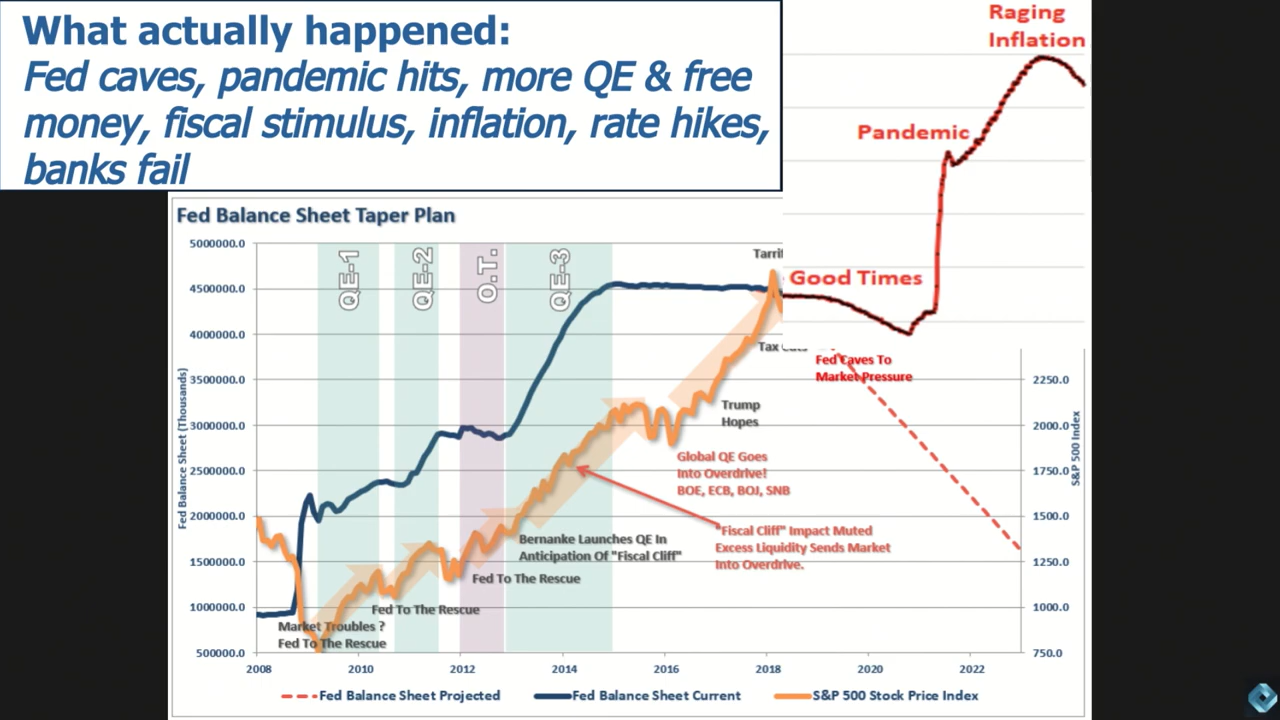 What actually happened:
Fed caves, pandemic hits, more QE & free
money, fiscal stimulus, inflation, rate hikes,
banks fail
Raging
Inflation
Pandemic
Good Times
Fed Balance Sheet Taper Plan
5000000.0
4500000.0
4000000.0
3500000.0
3000000.0
2500000.0
2000000.0
1500000.0
1000000.0
500000.0
Fed Balance Sheet (Thousands)
QE-1
QE-2
O.T.
QE-3
Tax
Fed Caves To
Market Pressure
Trump
Hopes
Global QE Goes
Into Overdrive!
BOE, ECB, BOJ, SNB
"Fiscal Cliff" Impact Muted
Excess Liquidity Sends Market
Into Overdrive.
Bernanke Launches QE In
Anticipation Of "Fiscal Cliff"
Fed To The Rescue
Fed To The Rescue
Market Troubles ?
Fed To The Rescue
2250.0
2000.0
1750.0
1500.0
1250.0
1000.0
750.0
S&P 500 Index
2008
2010
2012
2014
2016
2018
2020
2022
Fed Balance Sheet Projected
Fed Balance Sheet Current
S&P 500 Stock Price Index